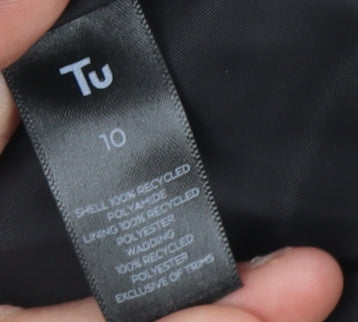 Tu
10
SHELL 100% RECYCLED
POLYAMIDE
LINING 100% RECYCLED
POLYESTER
WADDING
100% RECYCLED
POLYESTER
EXCLUSIVE OF TRIMS